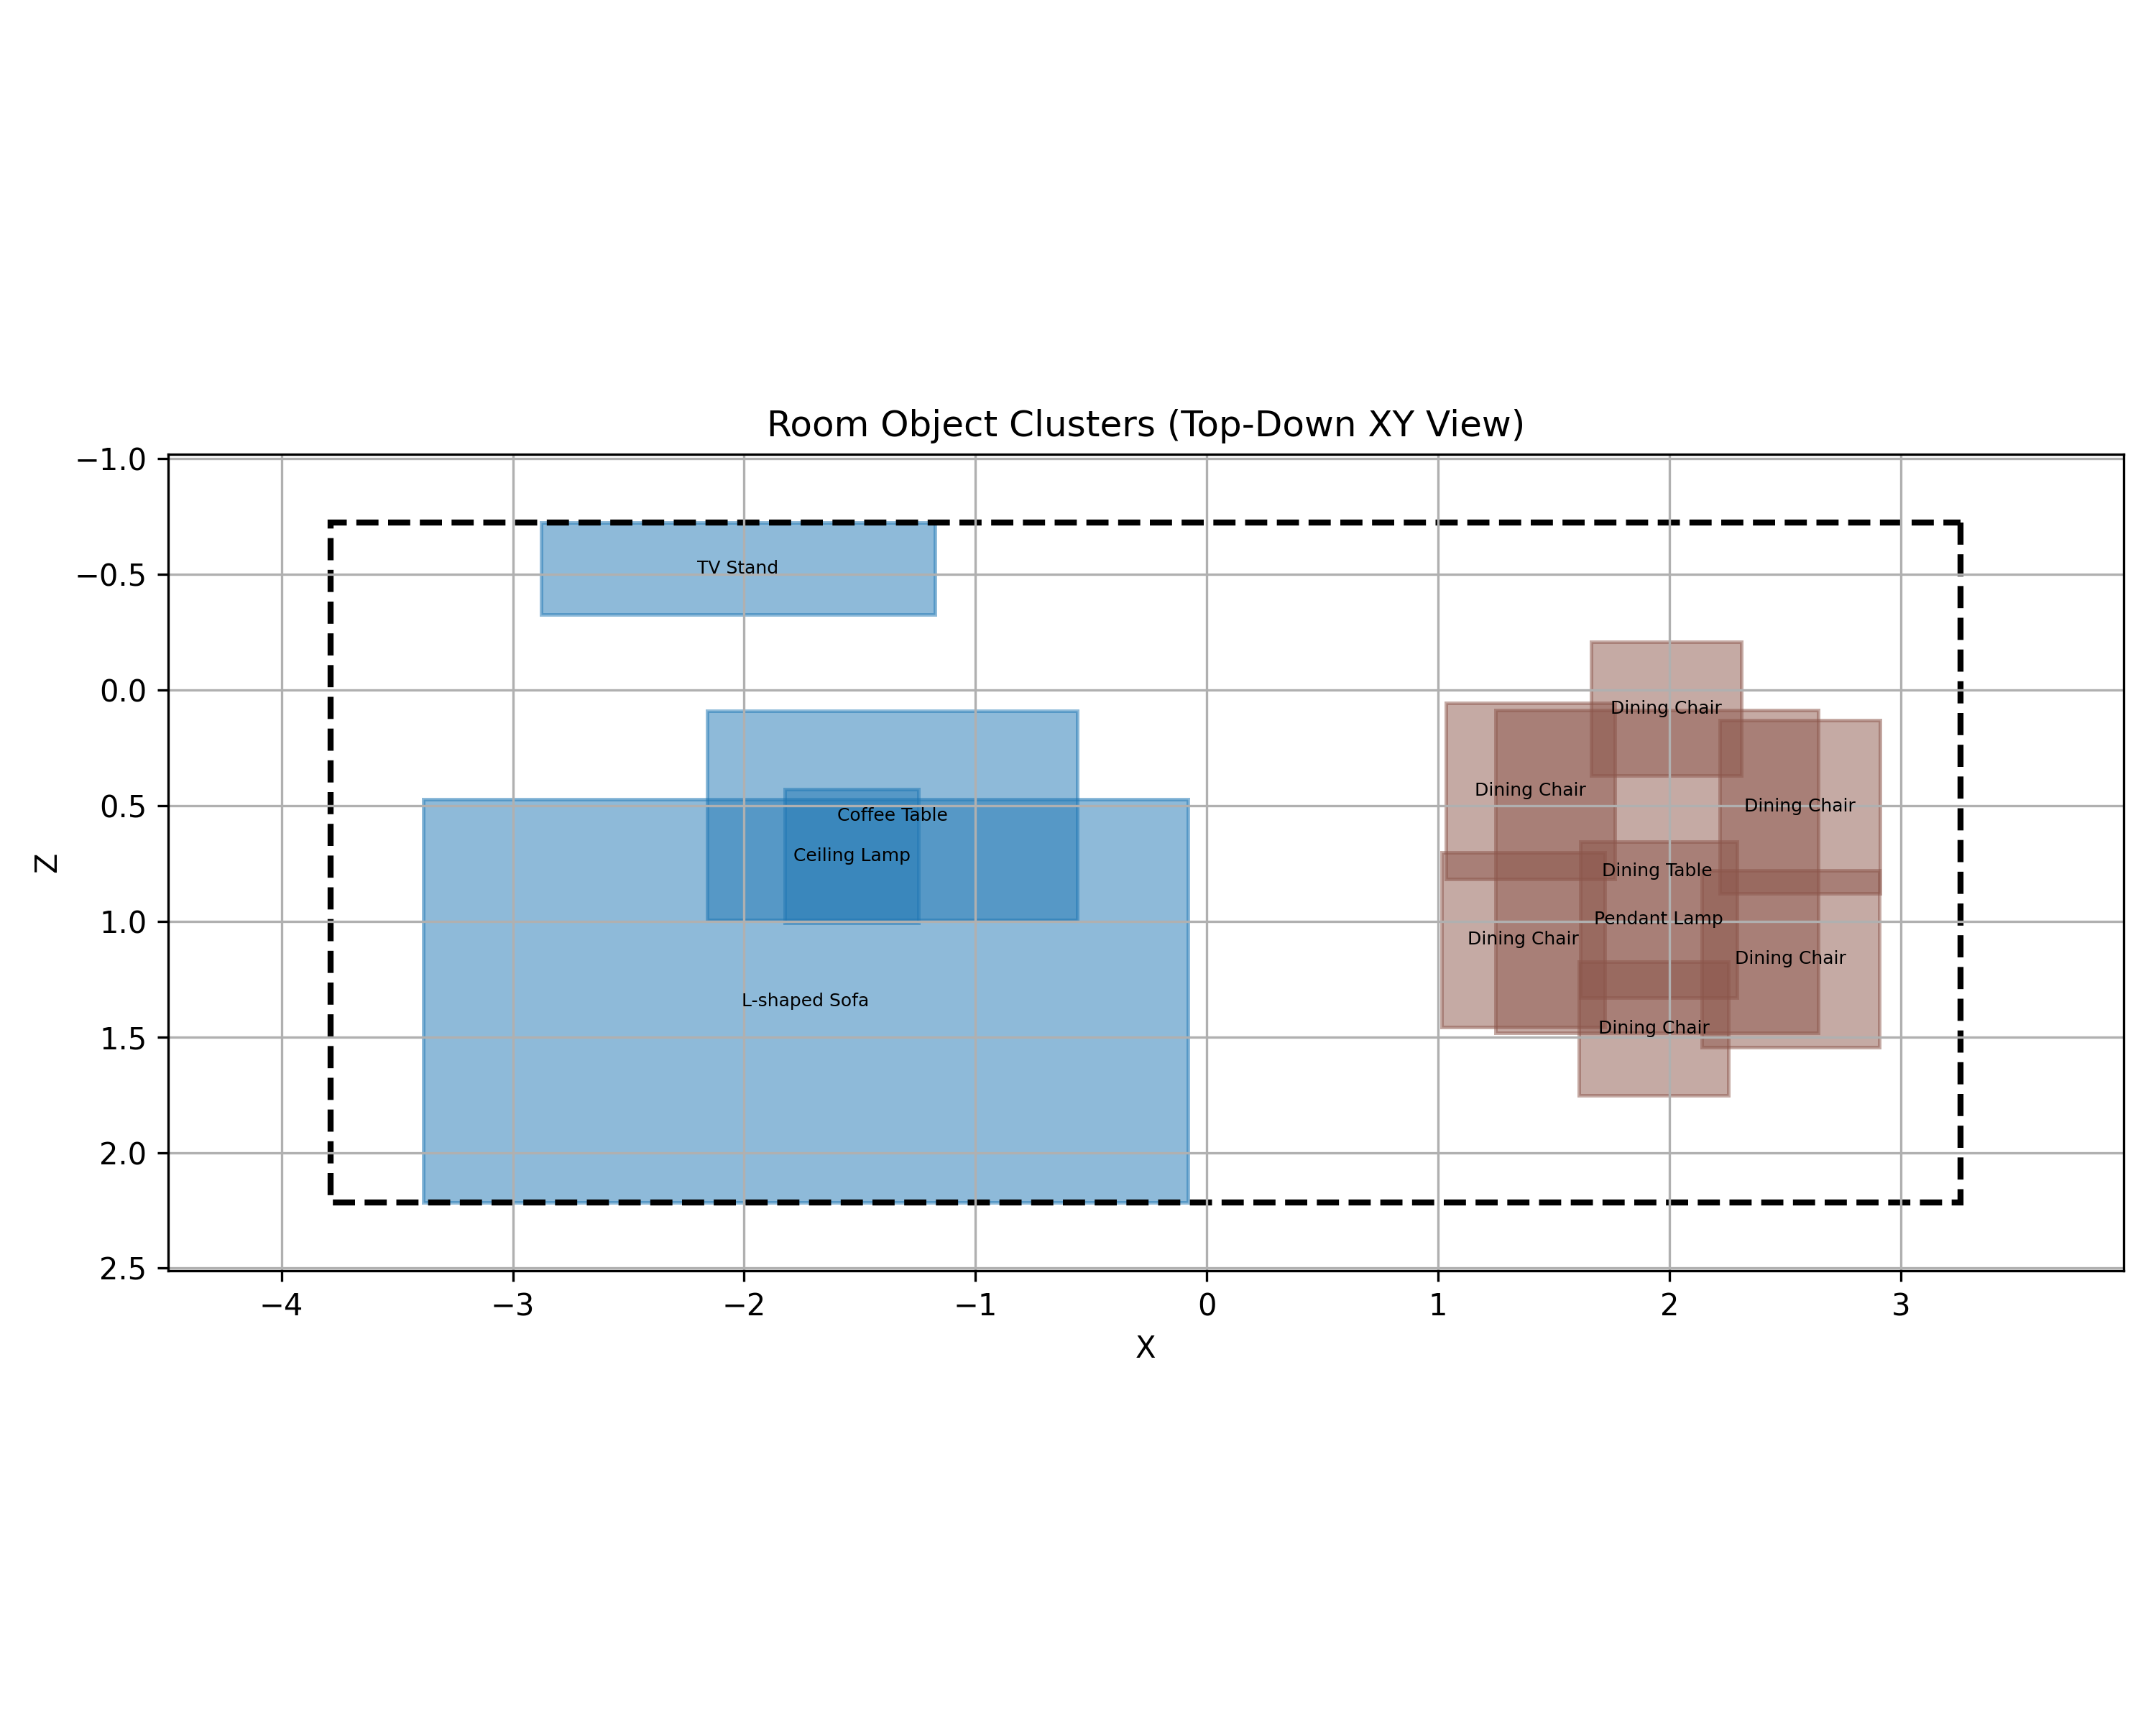 Room Object Clusters (Top-Down XY View)
−1.0
TV Stand
−0.5
0.0
Dining Chair
Dining Chair
Dining Chair
0.5
Coffee Table
Ceiling Lamp
Dining Table
Z
1.0
Pendant Lamp
Dining Chair
Dining Chair
L-shaped Sofa
Dining Chair
1.5
2.0
2.5
−4 −3 −2 −1 0 1 2 3
X